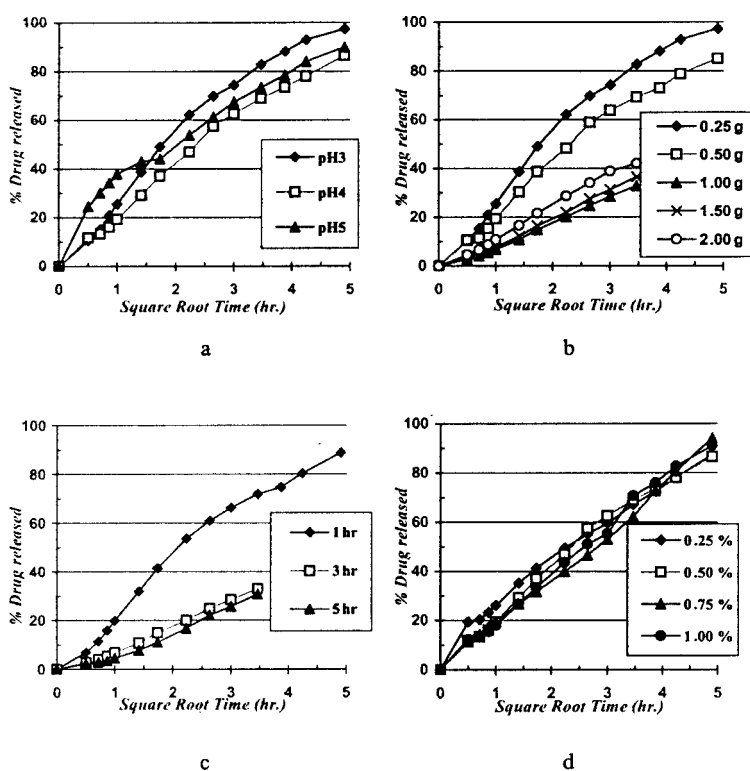 100
80
60
40
20
0
% Drug released
pH3
pH4
pH5
0 1 2 3 4 5
Square Root Time (hr.)
a
100
80
60
40
20
0
% Drug released
0.25 g
0.50 g
1.00 g
1.50 g
2.00 g
0 1 2 3 4 5
Square Root Time (hr.)
b
100
80
60
40
20
0
% Drug released
1 hr
3 hr
5 hr
0 1 2 3 4 5
Square Root Time (hr.)
c
100
80
60
40
20
0
% Drug released
0.25 %
0.50 %
0.75 %
1.00 %
0 1 2 3 4 5
Square Root Time (hr.)
d